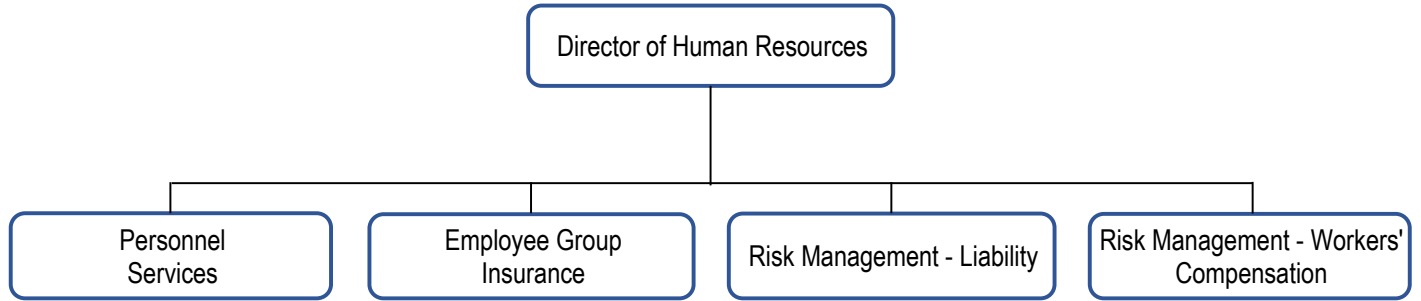 Director of Human Resources
Personnel
Services
Employee Group
Insurance
Risk Management - Liability
Risk Management - Workers'
Compensation